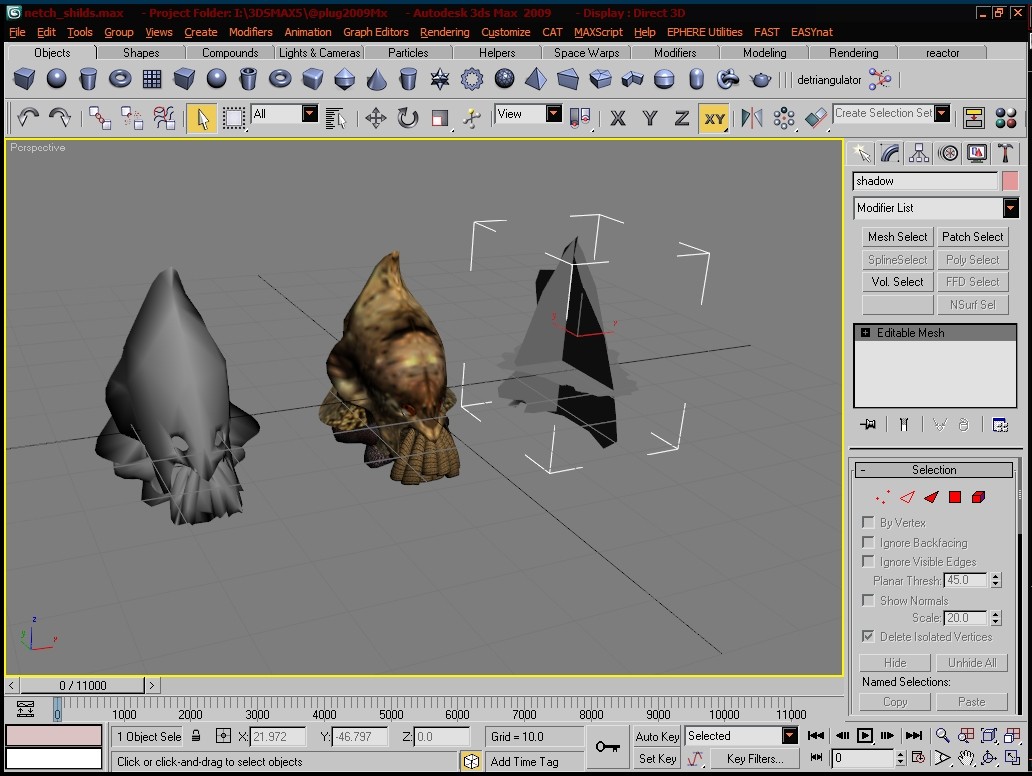 netch_shilds.max - Project Folder: I:\3DSMAX5\@plug2009Mx - Autodesk 3ds Max 2009 - Display : Direct 3D
File Edit Tools Group Views Create Modifiers Animation Graph Editors Rendering Customize CAT MAXScript Help EPHERE Utilities FAST EASYnat
Objects Shapes Compounds Lights & Cameras Particles Helpers Space Warps Modifiers Modeling Rendering reactor
detriangulator
All View X Y Z XY Create Selection Set
Perspective
shadow
Modifier List
Mesh Select Patch Select
SplineSelect Poly Select
Vol. Select FFD Select
NSurf Sel
Editable Mesh
- Selection
By Vertex
Ignore Backfacing
Ignore Visible Edges
Planar Thresh: 45.0
Show Normals
Scale: 20.0
Delete Isolated Vertices
Hide Unhide All
Named Selections:
Copy Paste
z
y x
< 0 / 11000 >
0 1000 2000 3000 4000 5000 6000 7000 8000 9000 10000 11000
1 Object Sele X: 21.972 Y: -46.797 Z: 0.0 Grid = 10.0 Auto Key Selected
Click or click-and-drag to select objects Add Time Tag Set Key Key Filters... 0